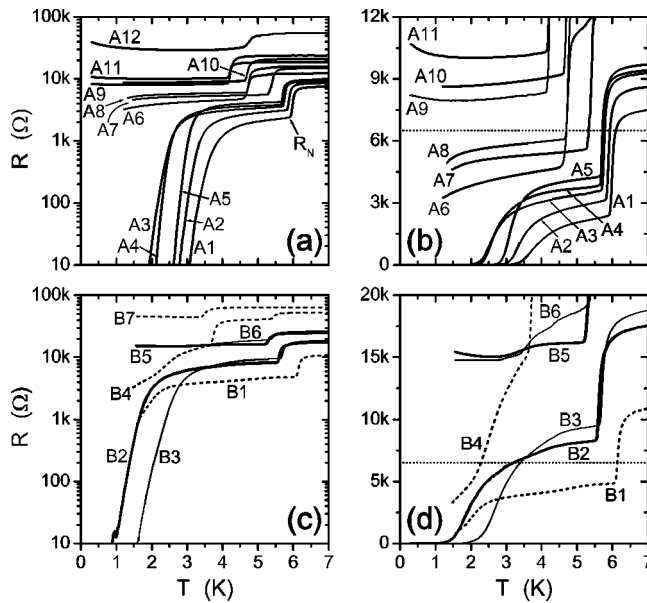 100k
10k
1k
100
10
R (Ω)
A12
A11
A10
A9
A8
A7
A6
A5
A3
A4
A2
A1
R_N
(a)
12k
9k
6k
3k
0
A11
A10
A9
A8
A7
A6
A5
A1
A2
A3
A4
(b)
100k
10k
1k
100
10
R (Ω)
B7
B6
B5
B4
B1
B2
B3
(c)
0 1 2 3 4 5 6 7
T (K)
20k
15k
10k
5k
0
B6
B5
B4
B3
B2
B1
(d)
0 1 2 3 4 5 6 7
T (K)